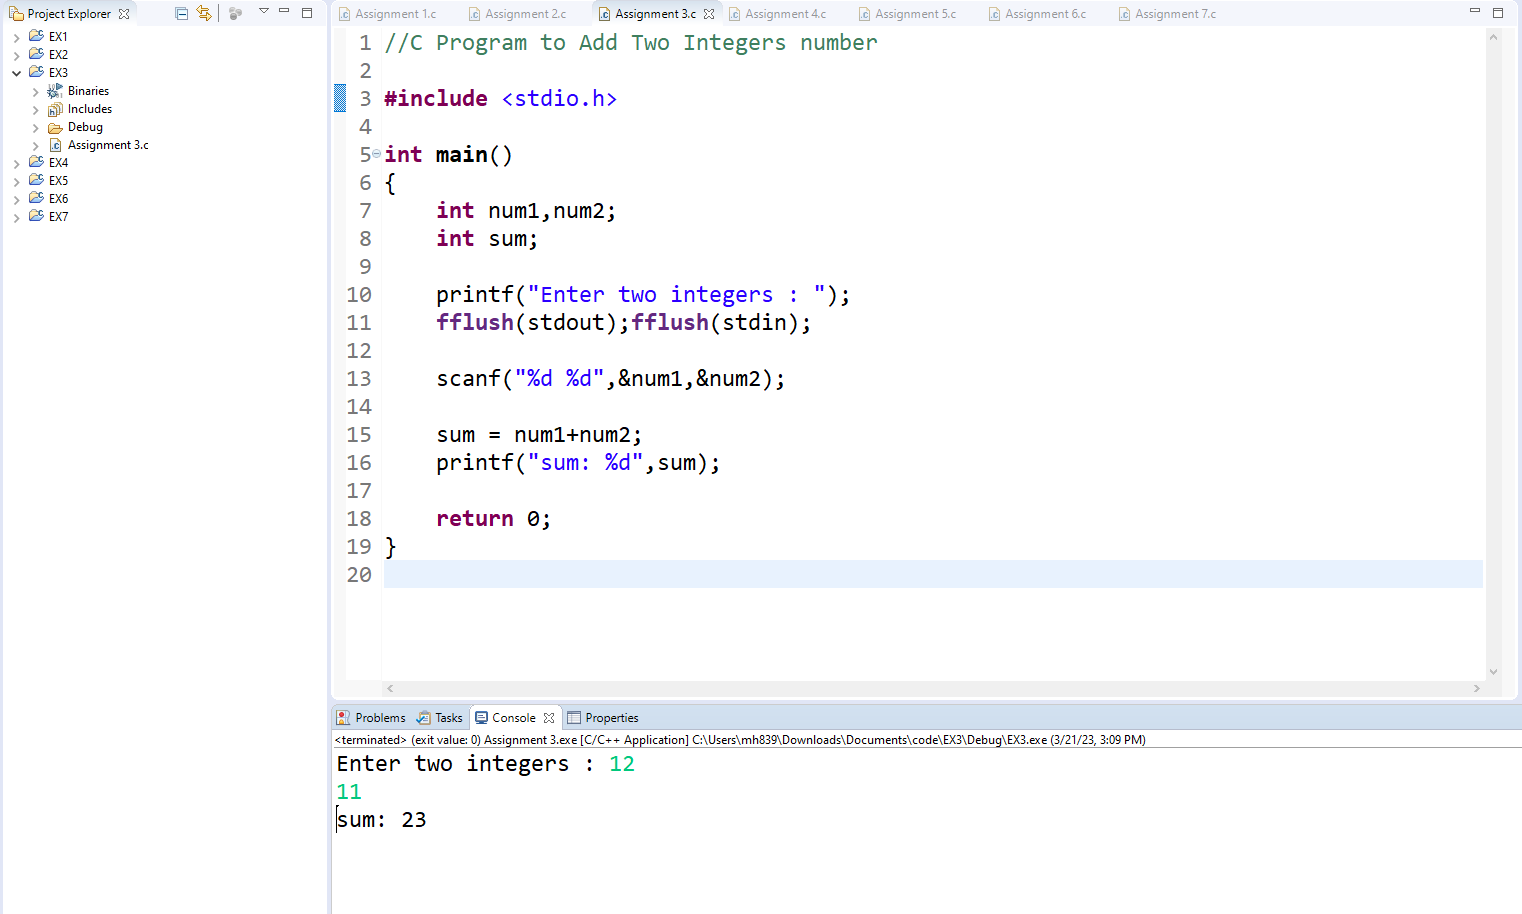 Project Explorer
EX1
EX2
EX3
Binaries
Includes
Debug
Assignment 3.c
EX4
EX5
EX6
EX7
Assignment 1.c Assignment 2.c Assignment 3.c Assignment 4.c Assignment 5.c Assignment 6.c Assignment 7.c
1 //C Program to Add Two Integers number
2
3 #include <stdio.h>
4
5 int main()
6 {
7 int num1,num2;
8 int sum;
9
10 printf("Enter two integers : ");
11 fflush(stdout);fflush(stdin);
12
13 scanf("%d %d",&num1,&num2);
14
15 sum = num1+num2;
16 printf("sum: %d",sum);
17
18 return 0;
19 }
20
Problems Tasks Console Properties
<terminated> (exit value: 0) Assignment 3.exe [C/C++ Application] C:\Users\mh839\Downloads\Documents\code\EX3\Debug\EX3.exe (3/21/23, 3:09 PM)
Enter two integers : 12
11
sum: 23